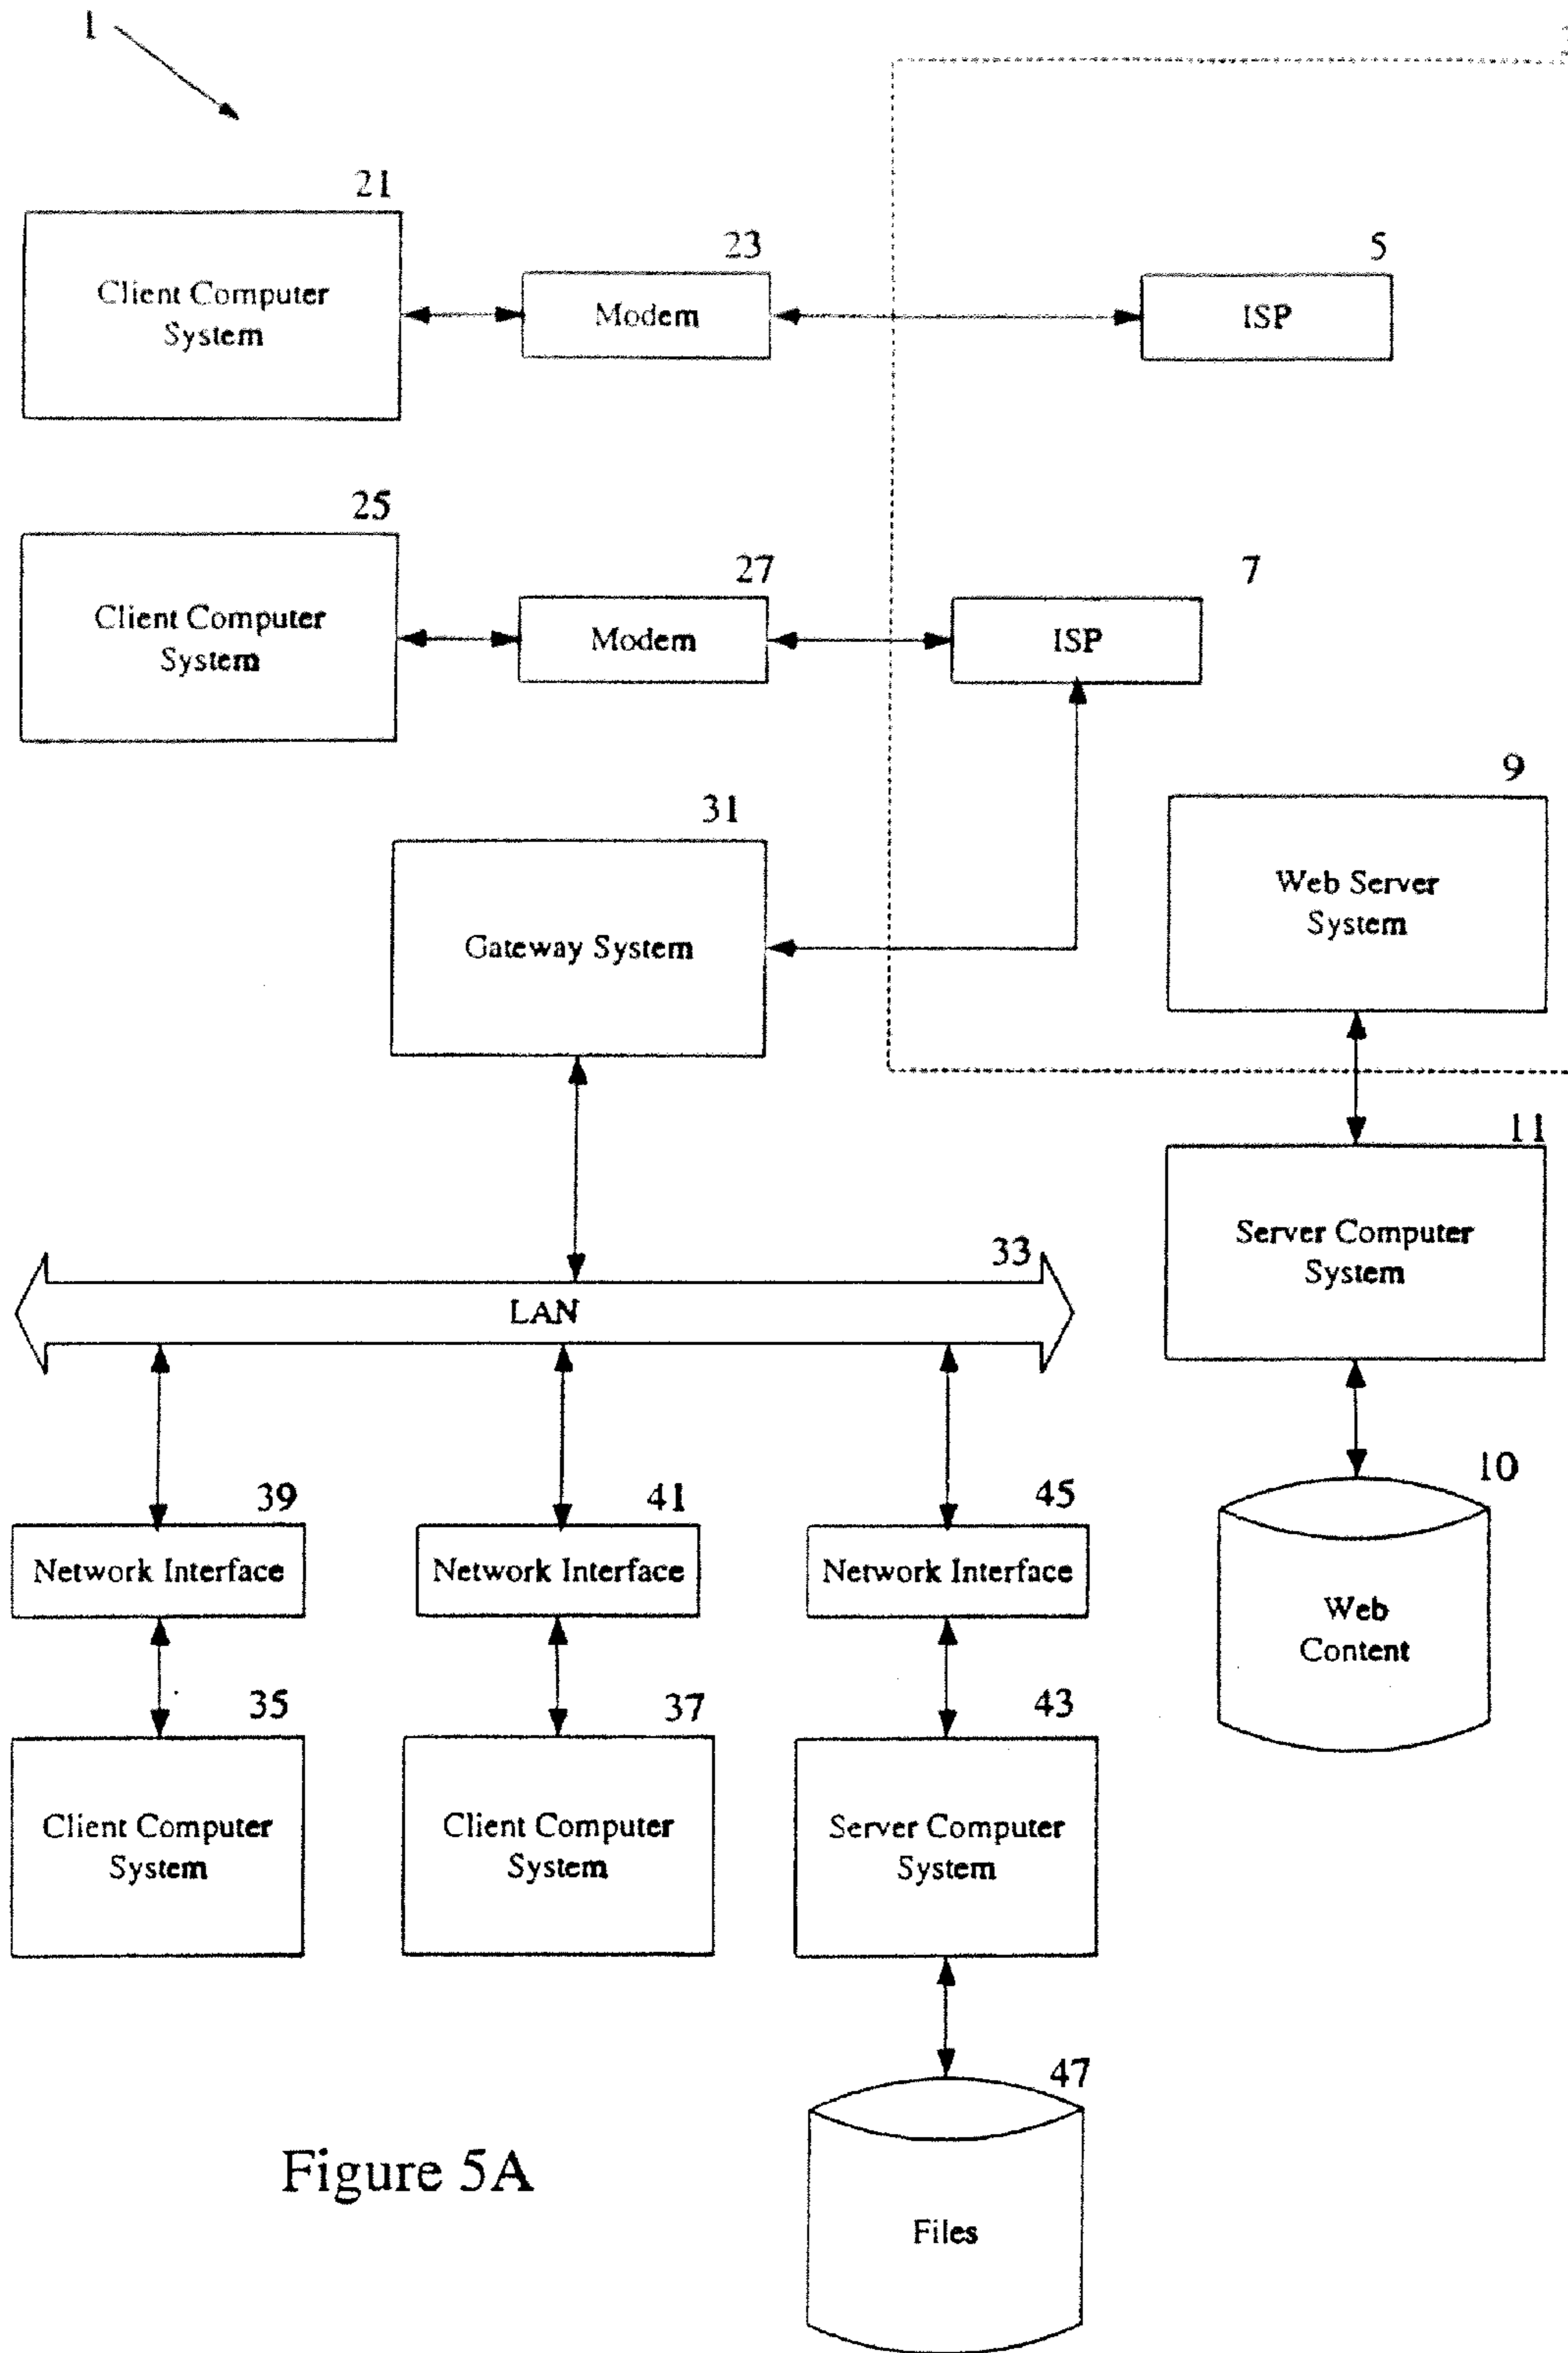 1
21
Client Computer
System
23
Modem
5
ISP
25
Client Computer
System
27
Modem
7
ISP
9
Web Server
System
31
Gateway System
11
Server Computer
System
33
LAN
10
Web
Content
39
Network Interface
41
Network Interface
45
Network Interface
35
Client Computer
System
37
Client Computer
System
43
Server Computer
System
47
Files
Figure 5A